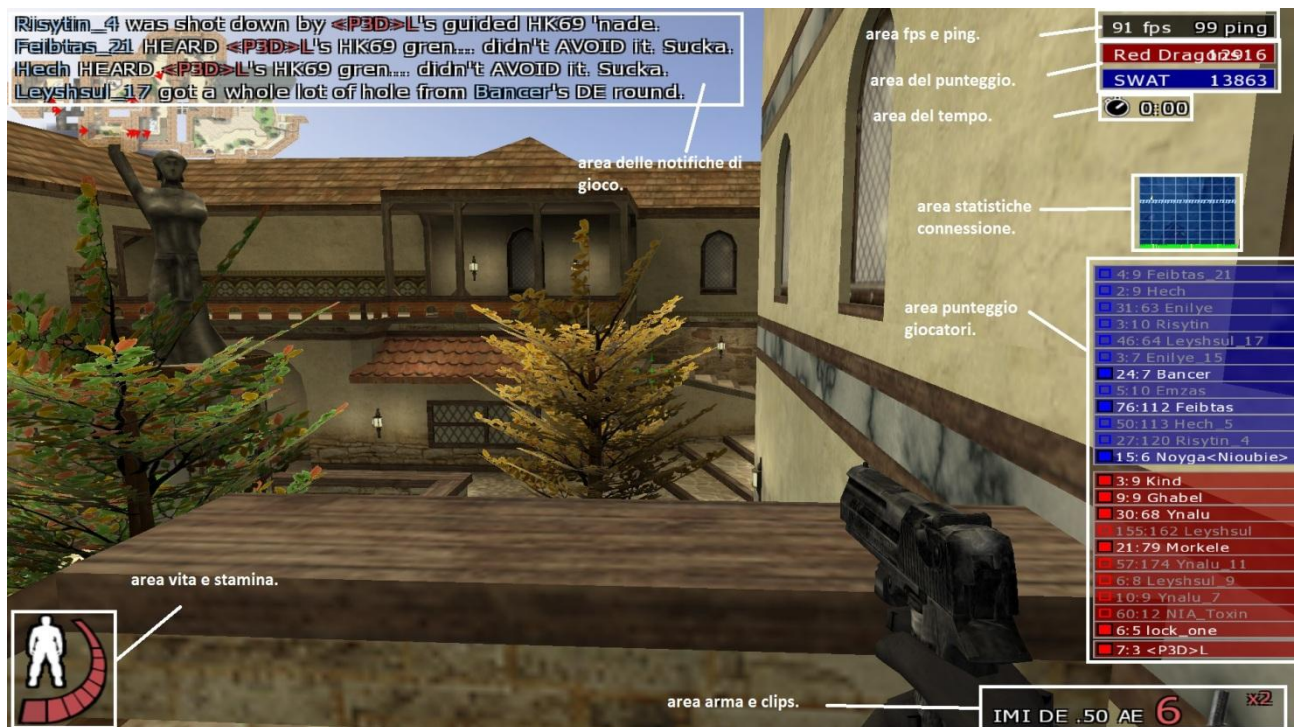 Risytin_4 was shot down by <P3D>L's guided HK69 'nade.
Feibtas_21 HEARD <P3D>L's HK69 gren.... didn't AVOID it. Sucka.
Hech HEARD <P3D>L's HK69 gren.... didn't AVOID it. Sucka.
Leyshsul_17 got a whole lot of hole from Bancer's DE round.
area delle notifiche di
gioco.
area fps e ping.
91 fps 99 ping
area del punteggio.
Red Dragons 12916
SWAT 13863
area del tempo.
0:00
area statistiche
connessione.
area punteggio
giocatori.
4:9 Feibtas_21
2:9 Hech
31:63 Enilye
3:10 Risytin
46:64 Leyshsul_17
3:7 Enilye_15
24:7 Bancer
5:10 Emzas
76:112 Feibtas
50:113 Hech_5
27:120 Risytin_4
15:6 Noyga<Nioubie>
3:9 Kind
9:9 Ghabel
30:68 Ynalu
155:162 Leyshsul
21:79 Morkele
57:174 Ynalu_11
6:8 Leyshsul_9
10:9 Ynalu_7
60:12 NIA_Toxin
6:5 lock_one
7:3 <P3D>L
area vita e stamina.
area arma e clips.
IMI DE .50 AE 6 x2